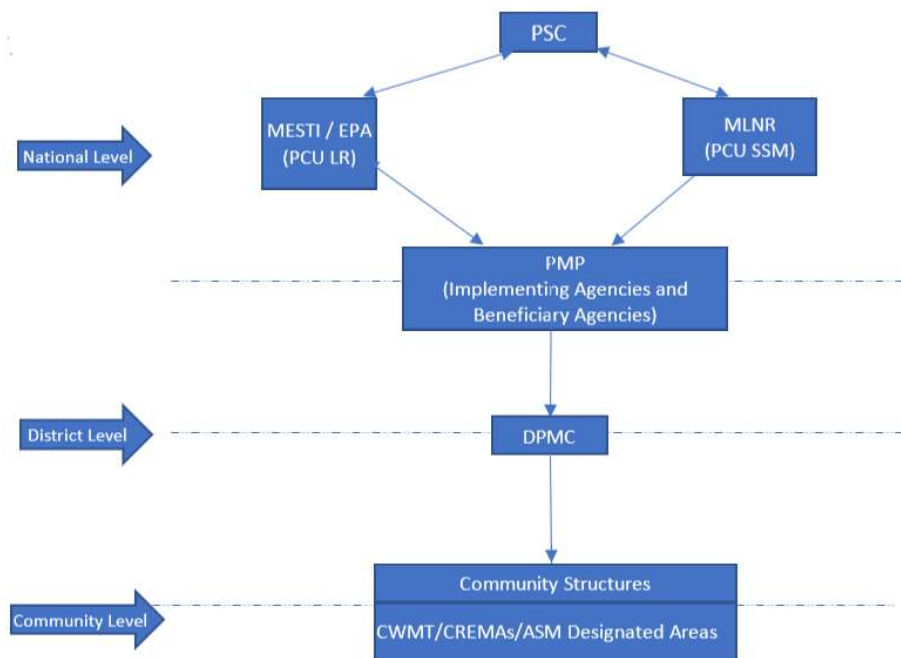 PSC
MESTI / EPA
(PCU LR)
MLNR
(PCU SSM)
National Level
PMP
(Implementing Agencies and
Beneficiary Agencies)
District Level
DPMC
Community Structures
Community Level
CWMT/CREMAs/ASM Designated Areas